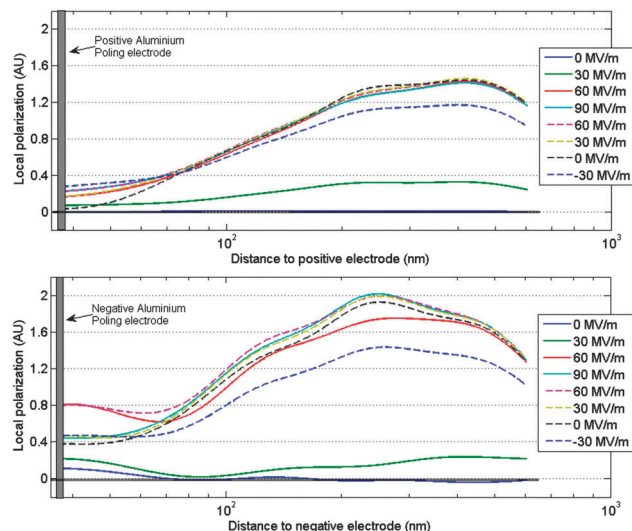 2
1.6
1.2
0.8
0.4
0
Local polarization (AU)
Positive Aluminium
Poling electrode
0 MV/m
30 MV/m
60 MV/m
90 MV/m
60 MV/m
30 MV/m
0 MV/m
-30 MV/m
10²
10³
Distance to positive electrode (nm)
2
1.6
1.2
0.8
0.4
0
Local polarization (AU)
Negative Aluminium
Poling electrode
0 MV/m
30 MV/m
60 MV/m
90 MV/m
60 MV/m
30 MV/m
0 MV/m
-30 MV/m
10²
10³
Distance to negative electrode (nm)